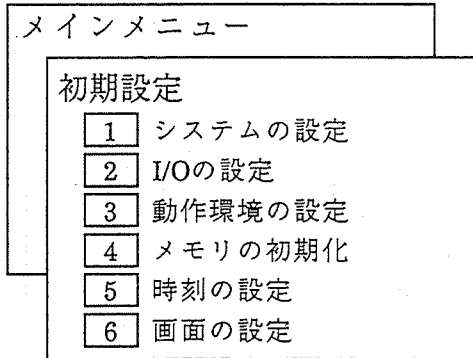 メインメニュー
初期設定
1 システムの設定
2 I/Oの設定
3 動作環境の設定
4 メモリの初期化
5 時刻の設定
6 画面の設定